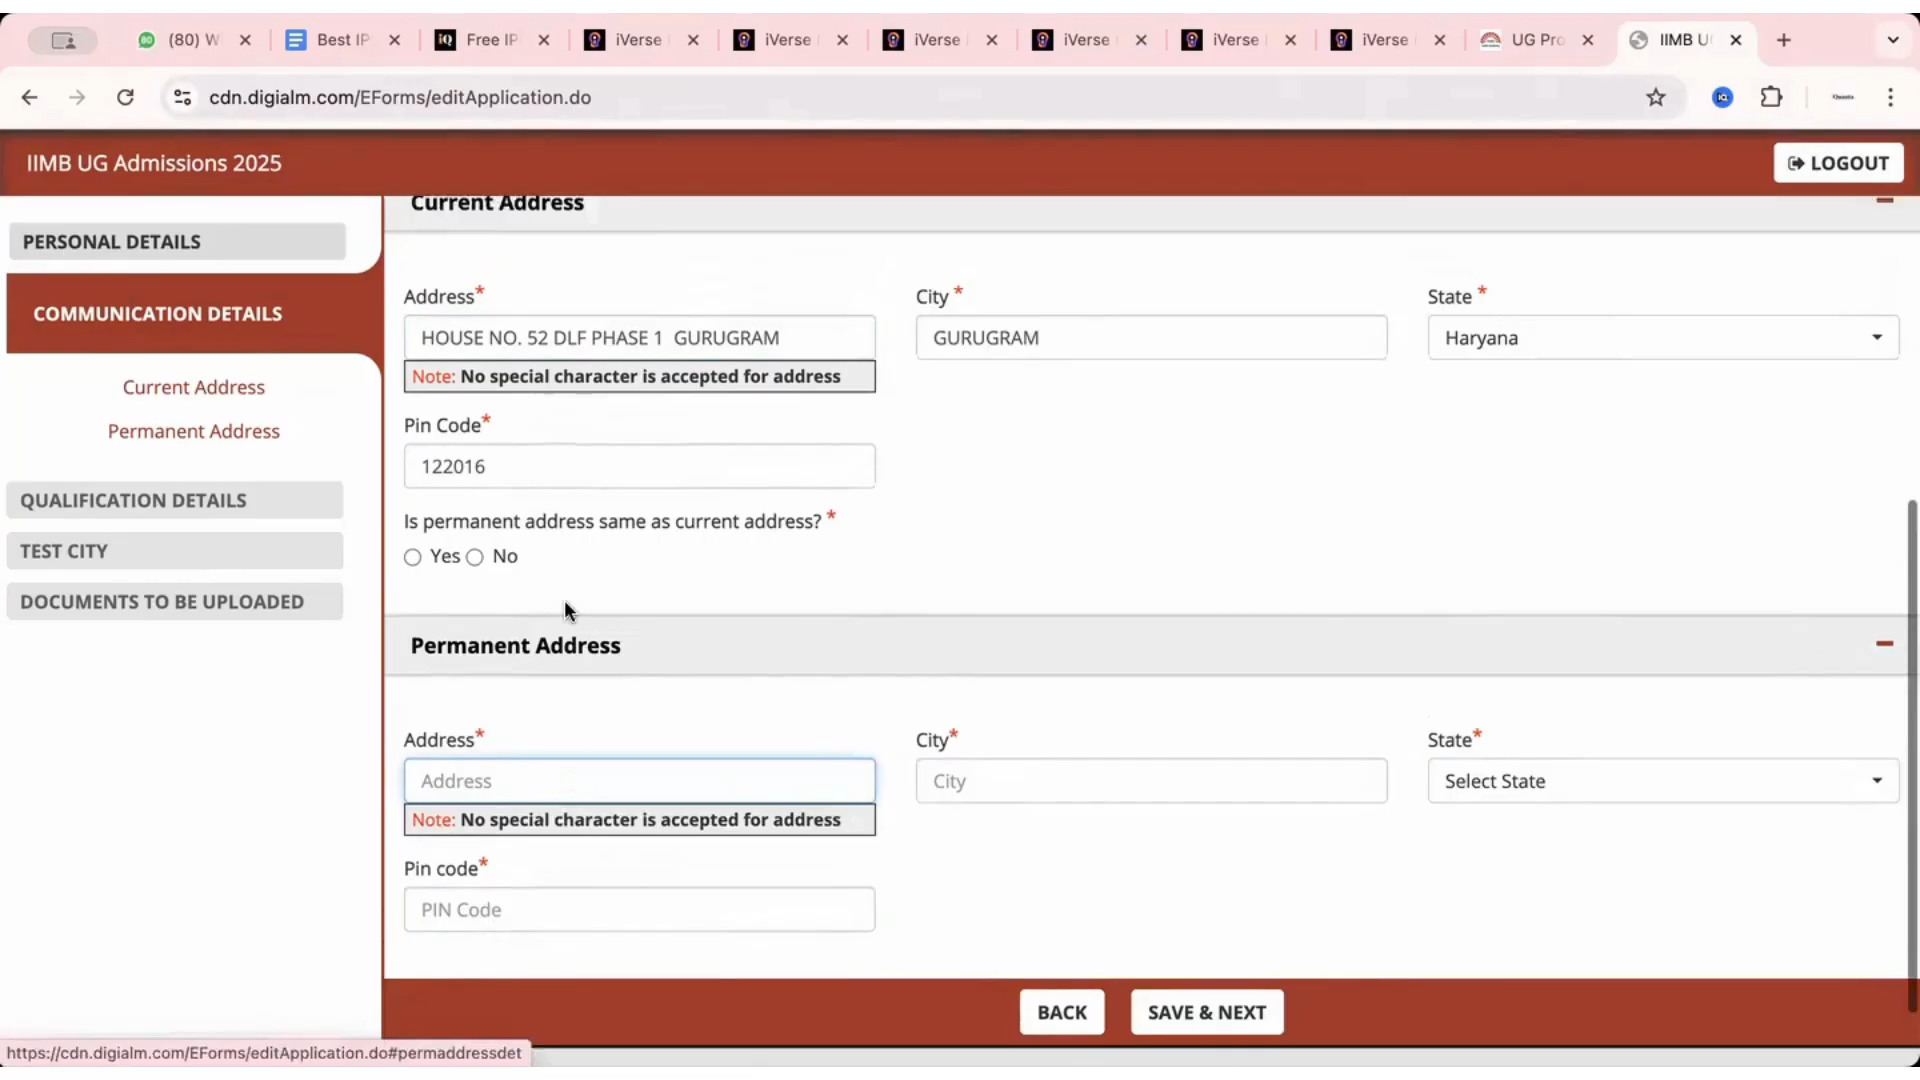 (80) W
Best IP
iQ Free IP
iVerse
iVerse
iVerse
iVerse
iVerse
iVerse
UG Pro
IIMB U
cdn.digialm.com/EForms/editApplication.do
IIMB UG Admissions 2025
LOGOUT
PERSONAL DETAILS
COMMUNICATION DETAILS
Current Address
Permanent Address
QUALIFICATION DETAILS
TEST CITY
DOCUMENTS TO BE UPLOADED
Current Address
Address* City * State *
HOUSE NO. 52 DLF PHASE 1  GURUGRAM GURUGRAM Haryana
Note: No special character is accepted for address
Pin Code*
122016
Is permanent address same as current address? *
Yes No
Permanent Address
Address* City* State*
Address City Select State
Note: No special character is accepted for address
Pin code*
PIN Code
BACK SAVE & NEXT
https://cdn.digialm.com/EForms/editApplication.do#permaddressdet